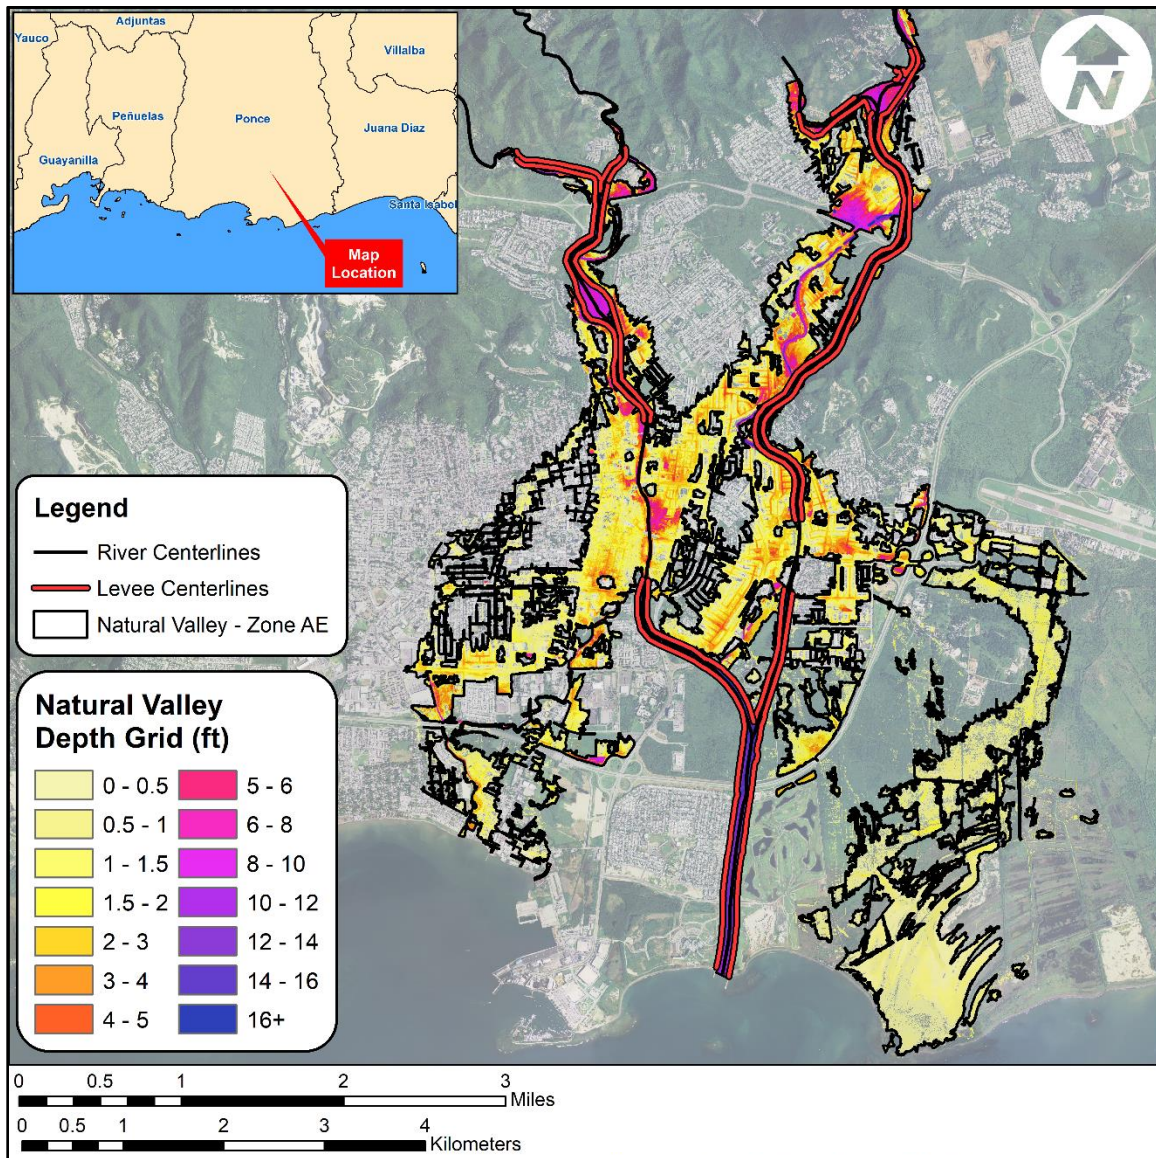 Adjuntas
Yauco
Villalba
Peñuelas
Ponce
Juana Diaz
Guayanilla
Santa Isabel
Map
Location
N
Legend
River Centerlines
Levee Centerlines
Natural Valley - Zone AE
Natural Valley
Depth Grid (ft)
0 - 0.5
5 - 6
0.5 - 1
6 - 8
1 - 1.5
8 - 10
1.5 - 2
10 - 12
2 - 3
12 - 14
3 - 4
14 - 16
4 - 5
16+
0 0.5 1 2 3
Miles
0 0.5 1 2 3 4
Kilometers